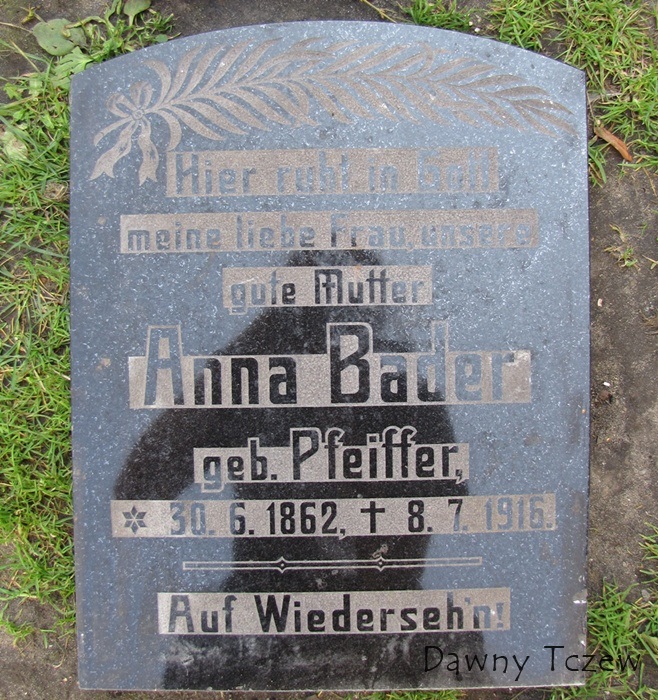 Hier ruht in Gott
meine liebe Frau, unsere
gute Mutter
Anna Bader
geb. Pfeiffer,
* 30. 6. 1862, † 8. 7. 1916.
Auf Wiederseh'n!
Dawny Tczew